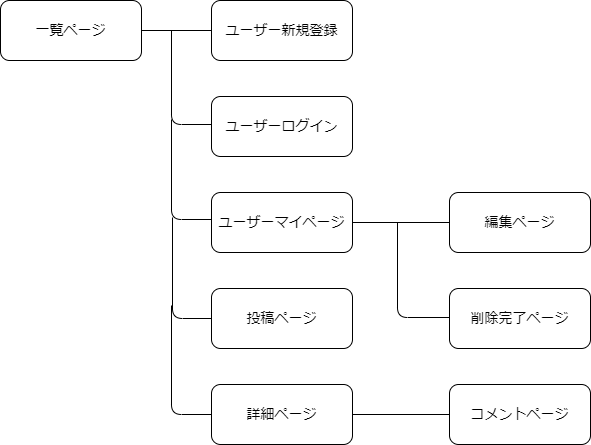 一覧ページ
ユーザー新規登録
ユーザーログイン
ユーザーマイページ
編集ページ
削除完了ページ
投稿ページ
詳細ページ
コメントページ